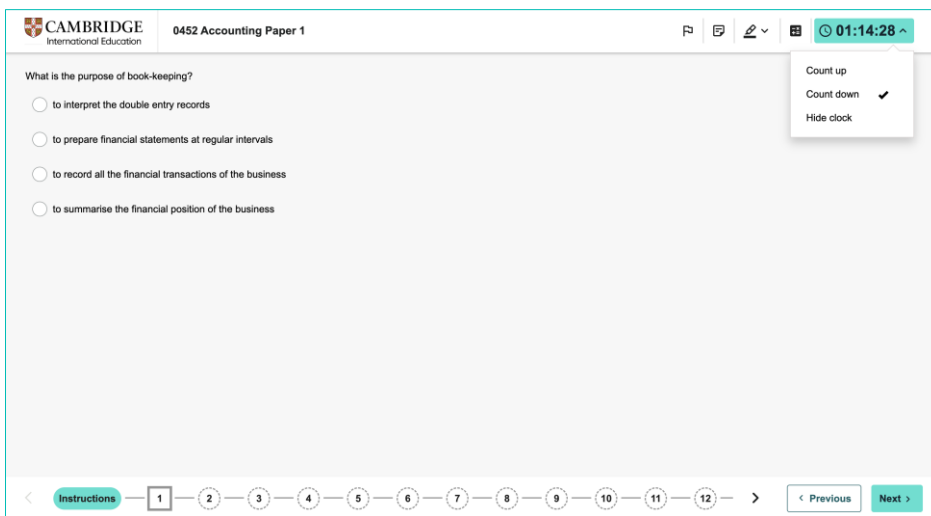 CAMBRIDGE
International Education
0452 Accounting Paper 1
01:14:28
Count up
Count down
Hide clock
What is the purpose of book-keeping?
to interpret the double entry records
to prepare financial statements at regular intervals
to record all the financial transactions of the business
to summarise the financial position of the business
Instructions 1 2 3 4 5 6 7 8 9 10 11 12 Previous Next